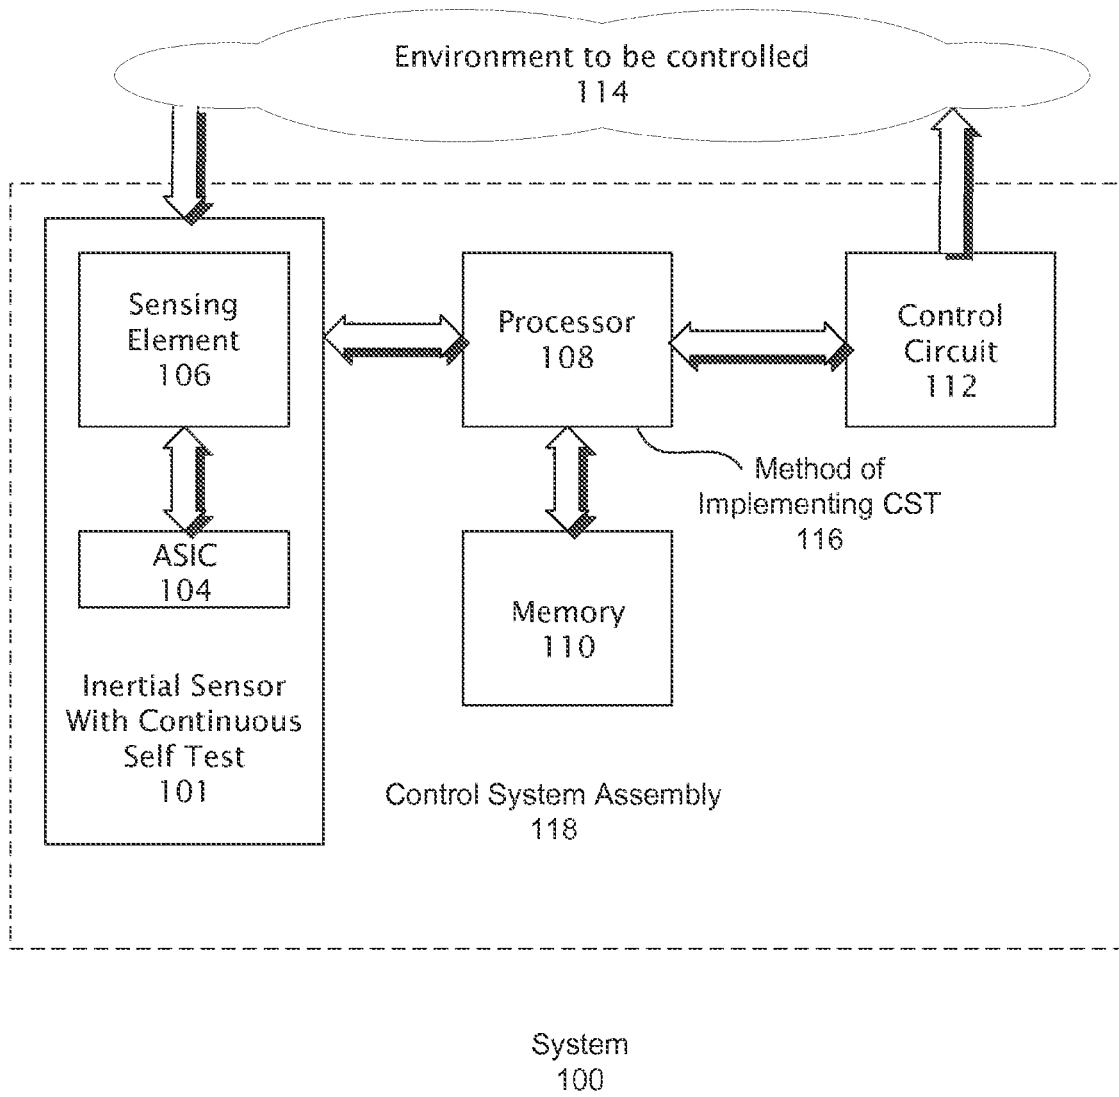 Environment to be controlled
114
Sensing
Element
106
Processor
108
Control
Circuit
112
Method of
Implementing CST
116
ASIC
104
Memory
110
Inertial Sensor
With Continuous
Self Test
101
Control System Assembly
118
System
100